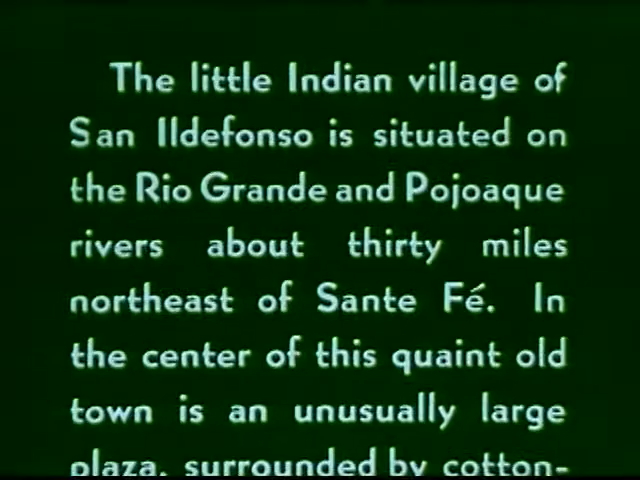 The little Indian village of
San Ildefonso is situated on
the Rio Grande and Pojoaque
rivers about thirty miles
northeast of Sante Fé. In
the center of this quaint old
town is an unusually large
plaza, surrounded by cotton-